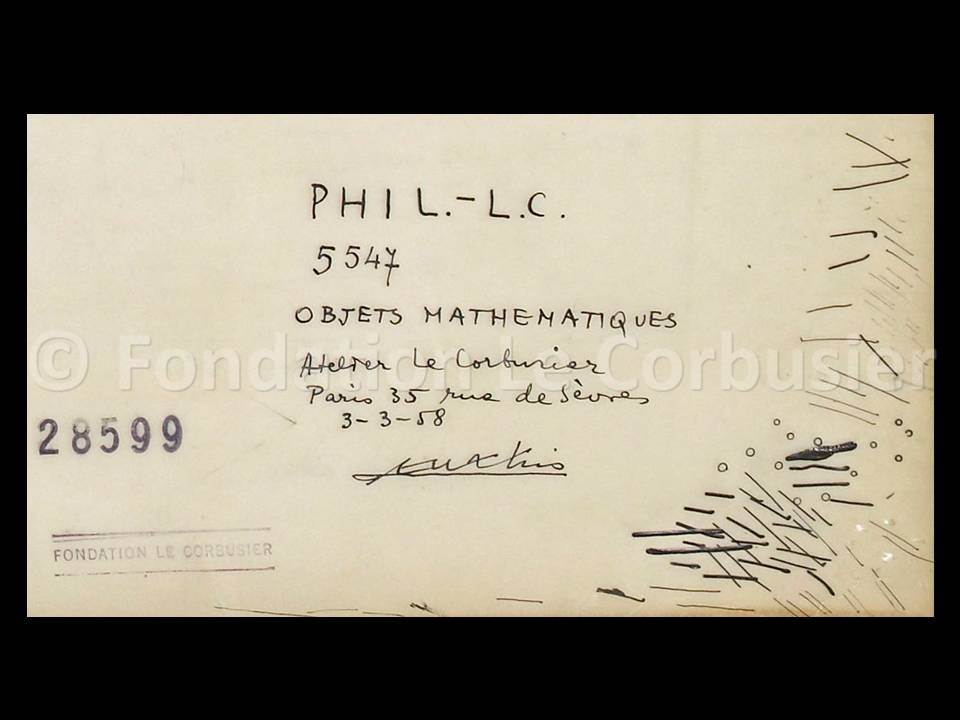 PHIL.-L.C.
5547
OBJETS MATHEMATIQUES
© Fondation Le Corbusier
Atelier Le Corbusier
Paris 35 rue de Sèvres
3-3-58
28599
FONDATION LE CORBUSIER